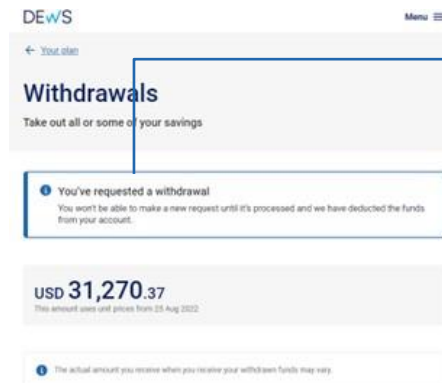 DEWS
Menu
Your plan
Withdrawals
Take out all or some of your savings
You've requested a withdrawal
You won't be able to make a new request until it's processed and we have deducted the funds
from your account.
USD 31,270.37
This amount uses unit prices from 25 Aug 2022
The actual amount you receive when you receive your withdrawn funds may vary.